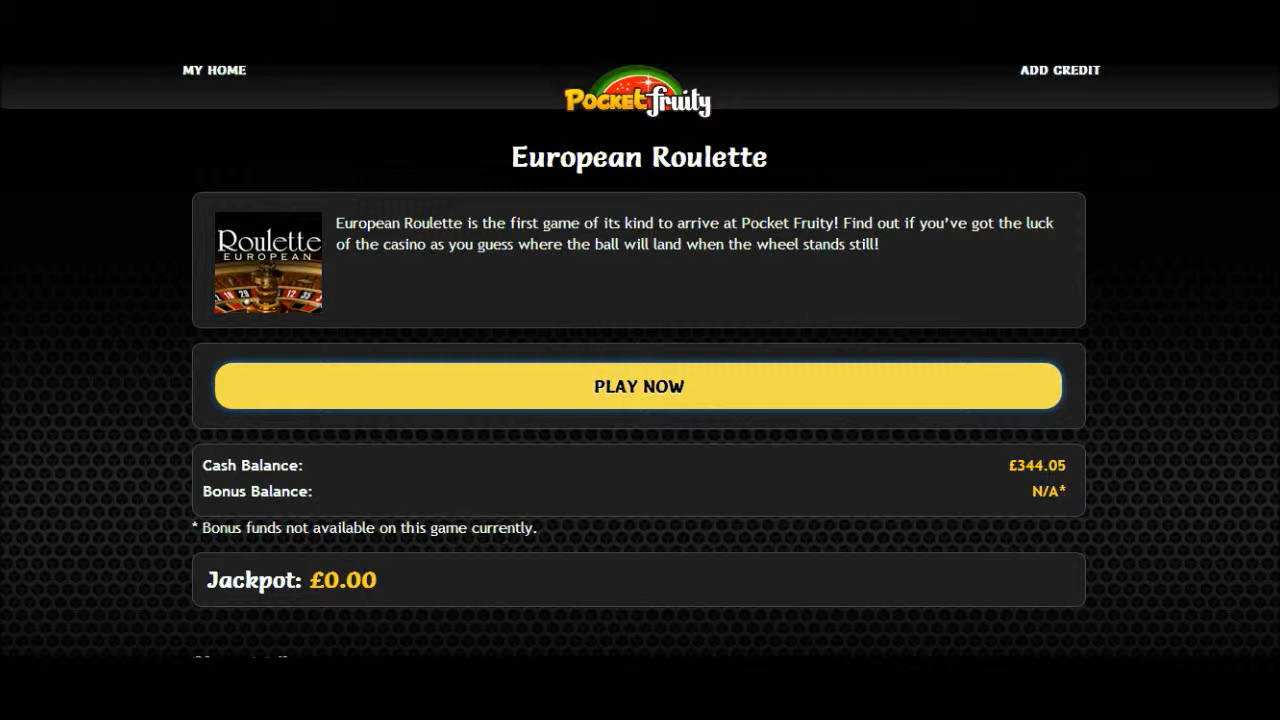 MY HOME
ADD CREDIT
Pocket fruity
European Roulette
Roulette
EUROPEAN
European Roulette is the first game of its kind to arrive at Pocket Fruity! Find out if you've got the luck
of the casino as you guess where the ball will land when the wheel stands still!
PLAY NOW
Cash Balance: £344.05
Bonus Balance: N/A*
* Bonus funds not available on this game currently.
Jackpot: £0.00